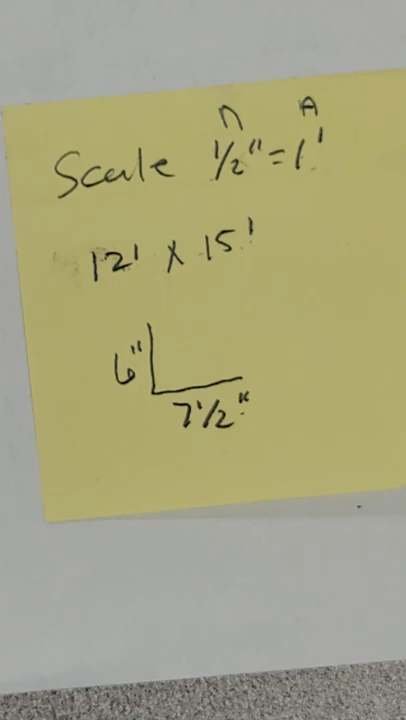 D A
Scale 1/2" = 1'
12' x 15'
6"
7 1/2"